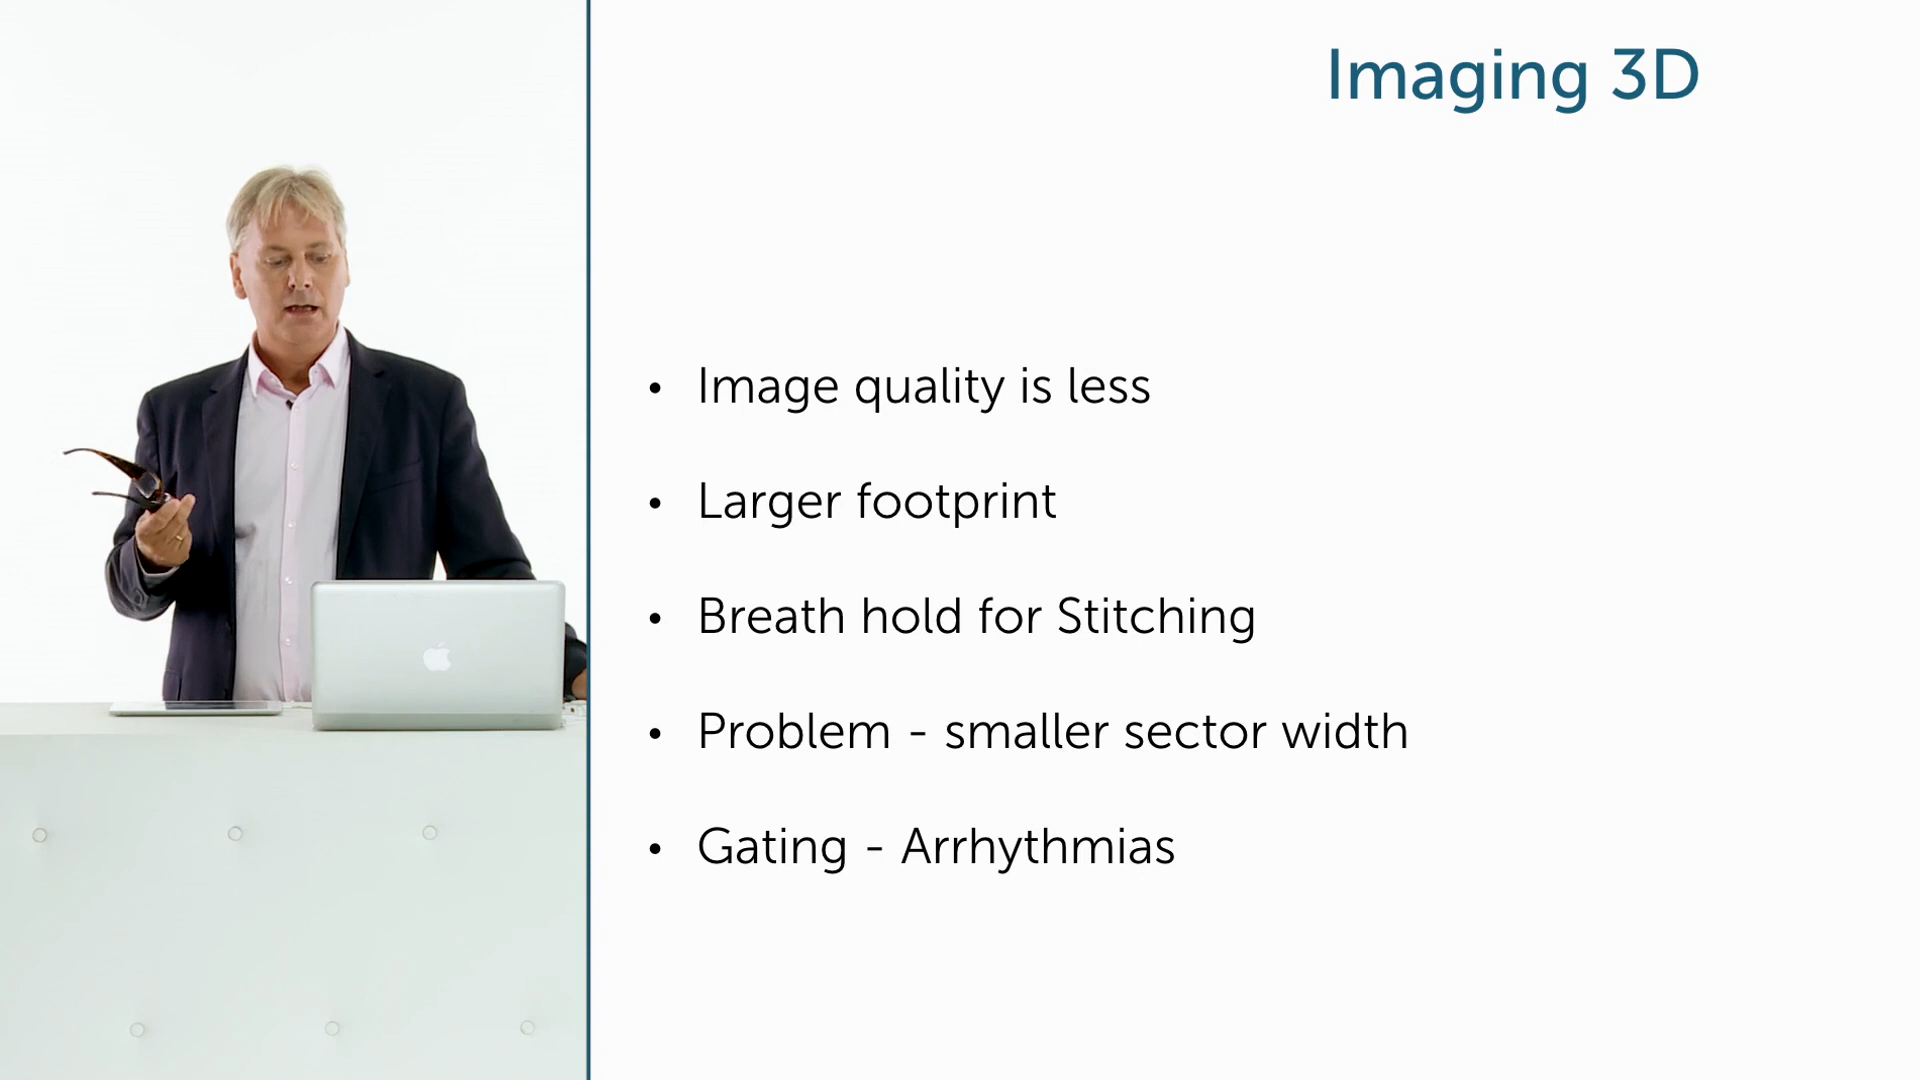 Imaging 3D
• Image quality is less
• Larger footprint
• Breath hold for Stitching
• Problem - smaller sector width
• Gating - Arrhythmias